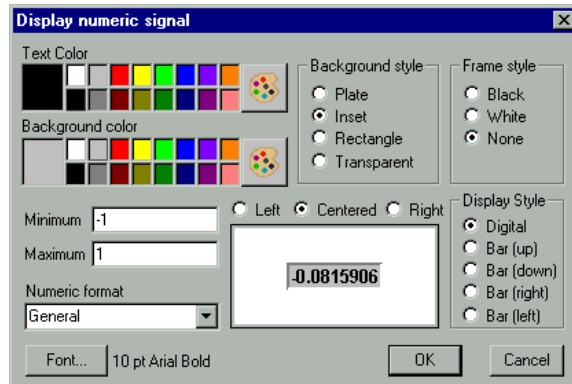 Display numeric signal
Text Color
Background color
Background style
Plate
Inset
Rectangle
Transparent
Frame style
Black
White
None
Minimum -1
Maximum 1
Numeric format
General
Left Centered Right
-0.0815906
Display Style
Digital
Bar (up)
Bar (down)
Bar (right)
Bar (left)
Font... 10 pt Arial Bold
OK Cancel